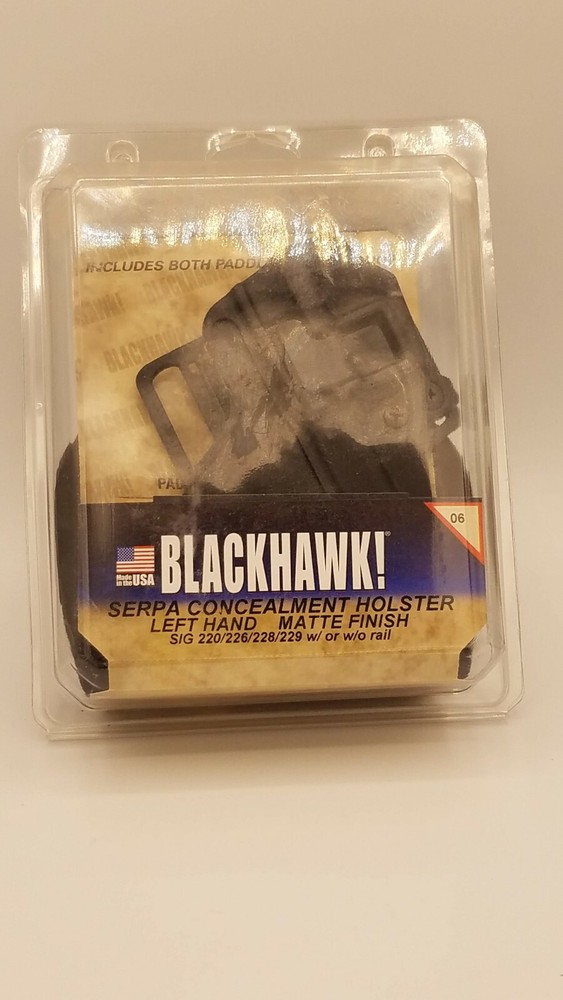 INCLUDES BOTH
BLACKHAWK
06
BLACKHAWK!®
Made
in the USA
SERPA CONCEALMENT HOLSTER
LEFT HAND MATTE FINISH
SIG 220/226/228/229 w/ or w/o rail